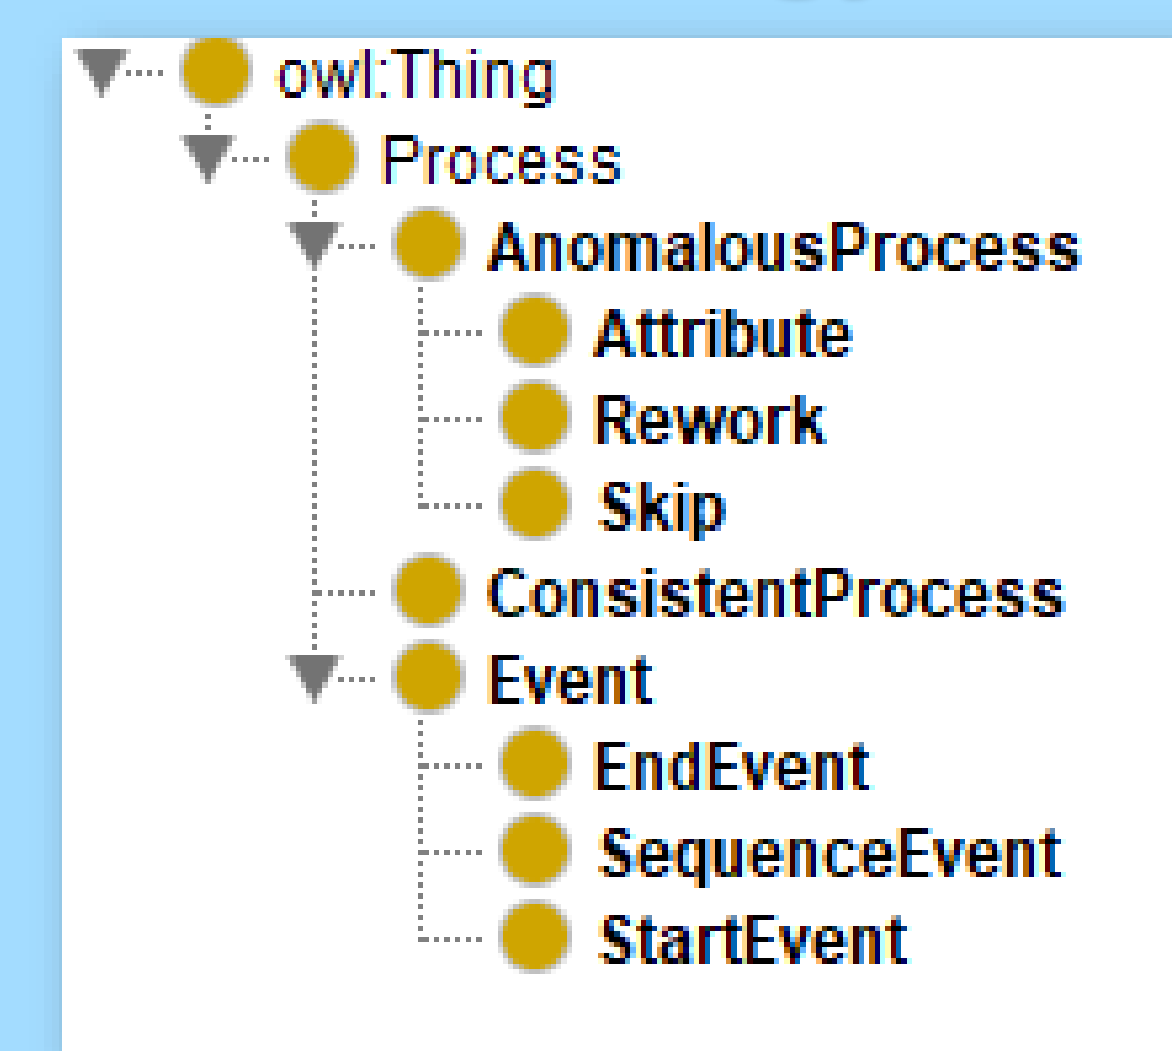 owl:Thing
Process
AnomalousProcess
Attribute
Rework
Skip
ConsistentProcess
Event
EndEvent
SequenceEvent
StartEvent